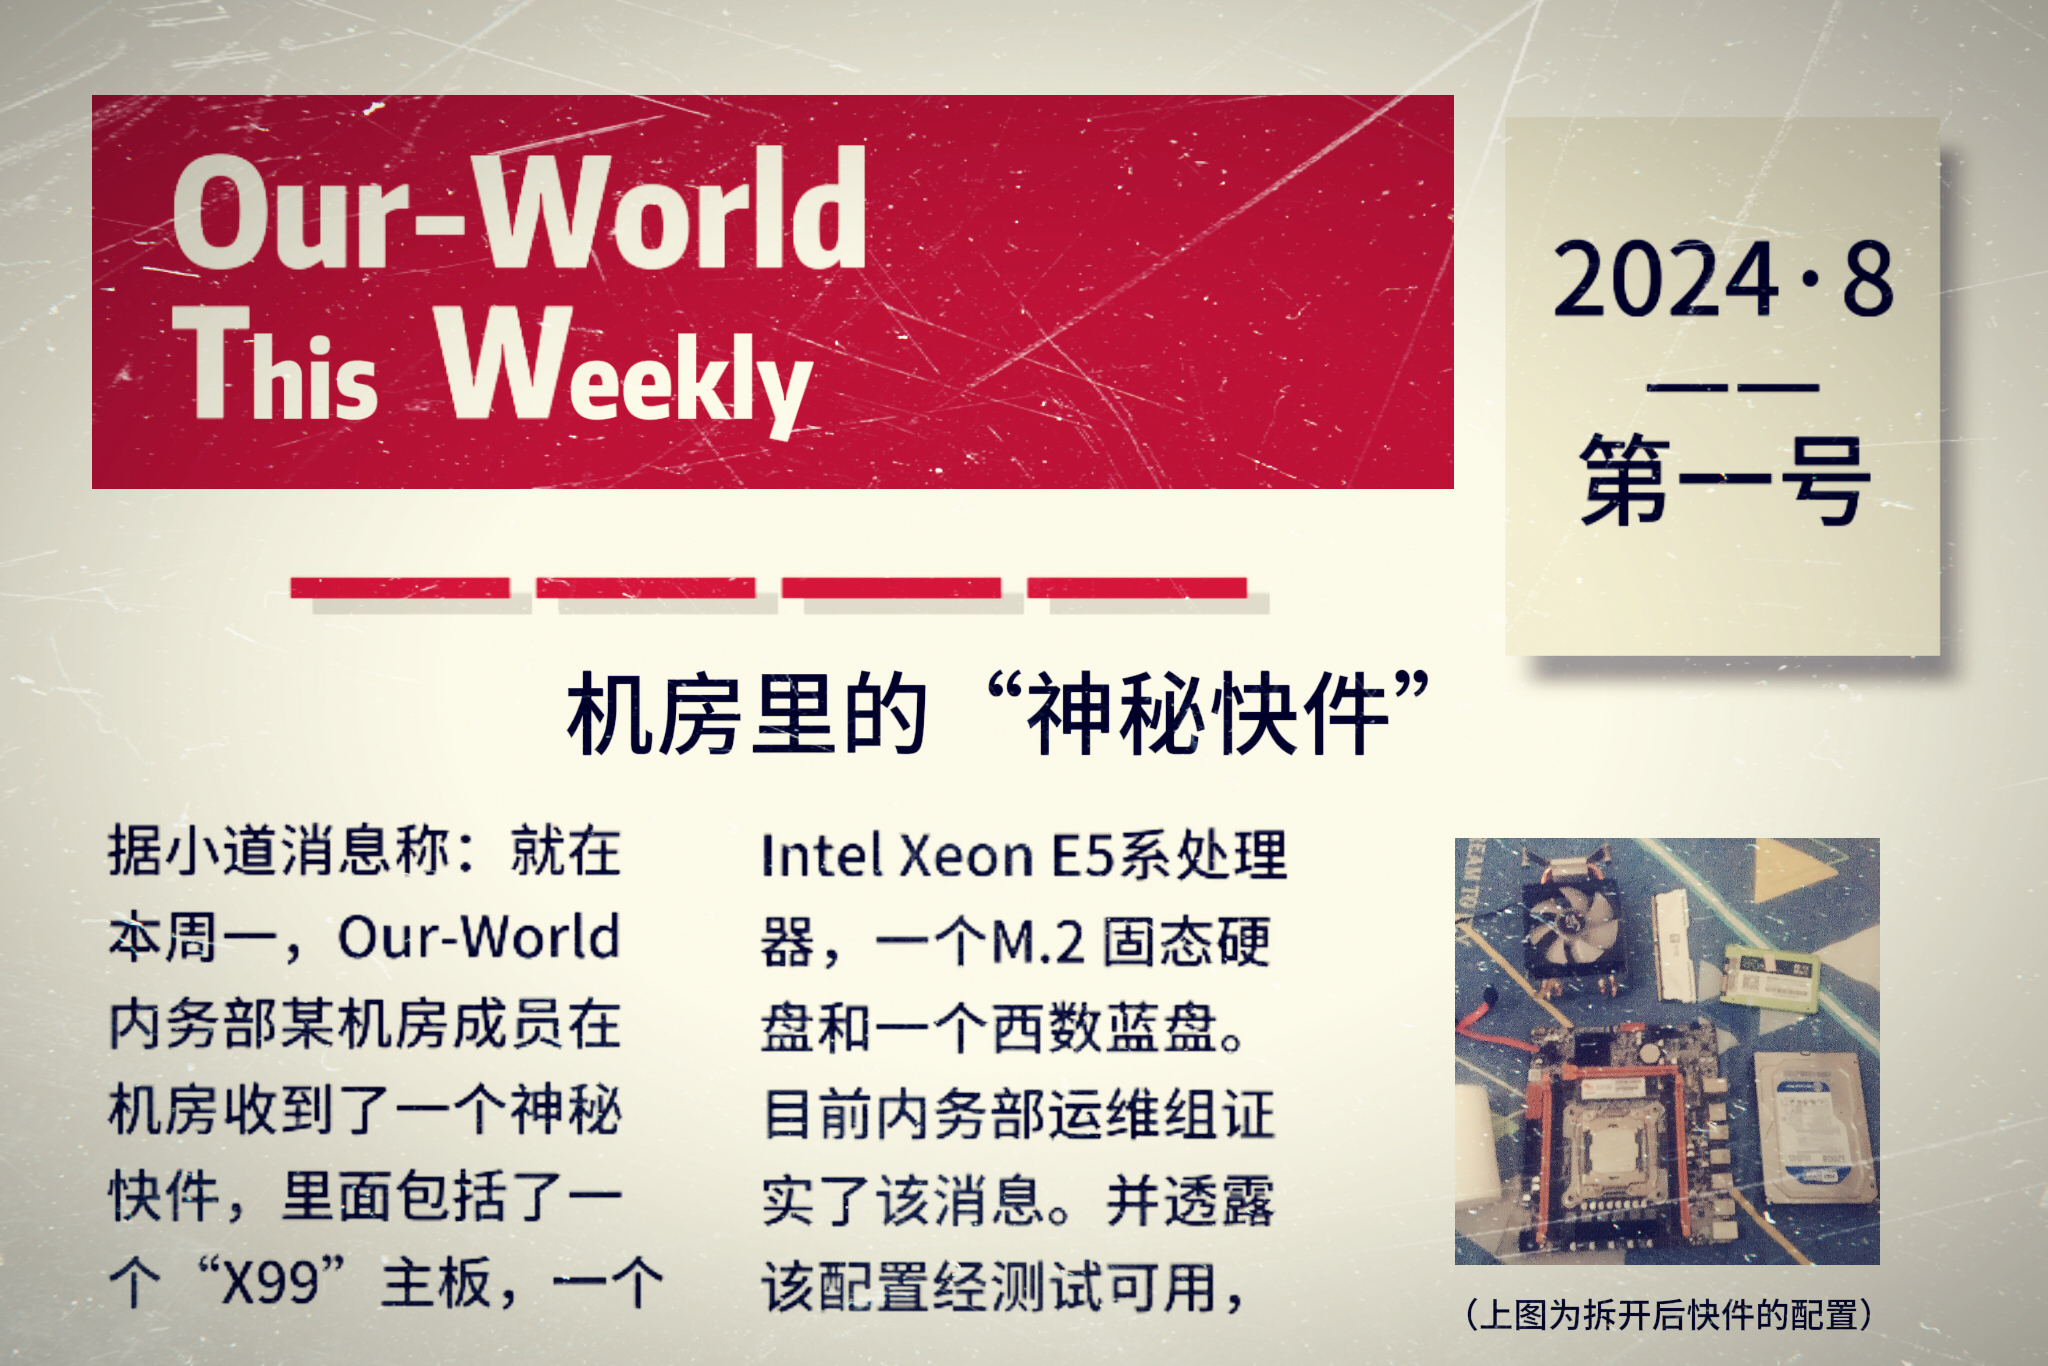 Our-World
This Weekly
2024·8
——
第一号
机房里的“神秘快件”
据小道消息称：就在
本周一，Our-World
内务部某机房成员在
机房收到了一个神秘
快件，里面包括了一
个“X99”主板，一个
Intel Xeon E5系处理
器，一个M.2 固态硬
盘和一个西数蓝盘。
目前内务部运维组证
实了该消息。并透露
该配置经测试可用，
（上图为拆开后快件的配置）